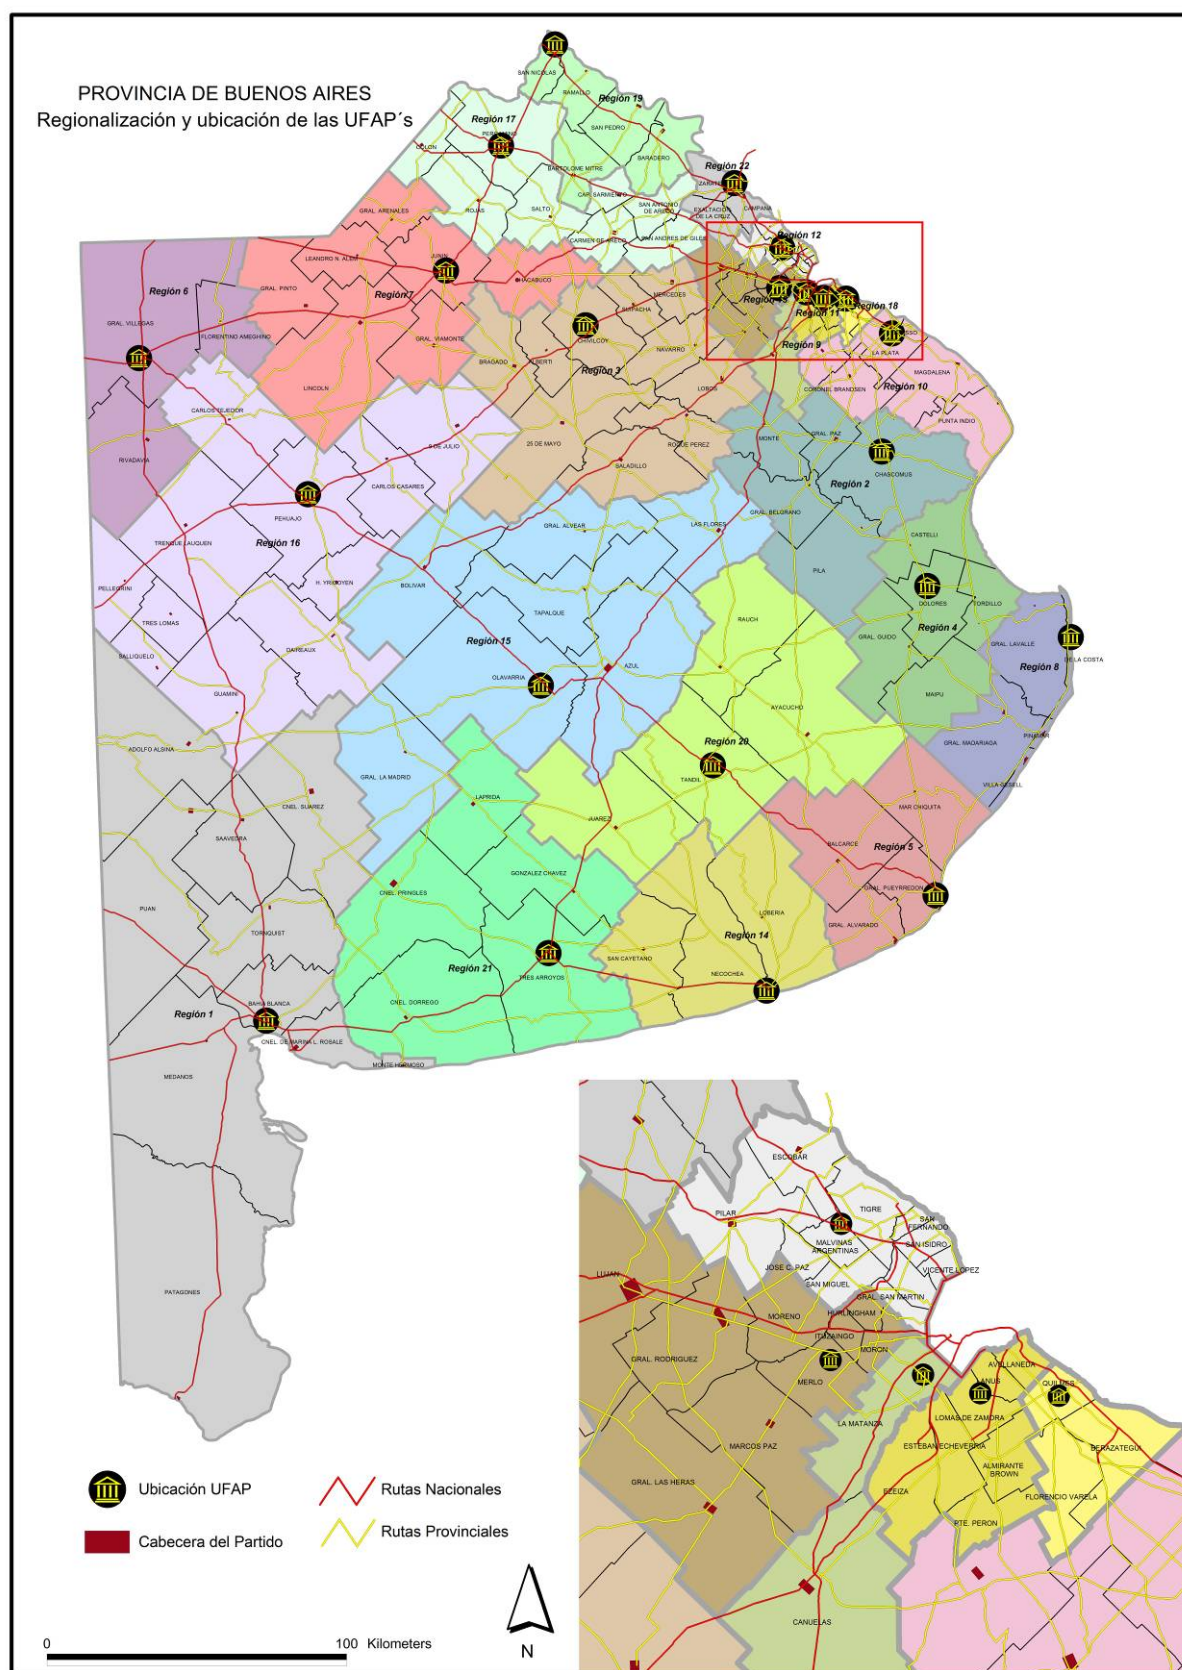 PROVINCIA DE BUENOS AIRES
Regionalización y ubicación de las UFAP´s
SAN NICOLAS
RAMALLO
Región 19
Región 17
SAN PEDRO
COLON
BARADERO
BARTOLOME MITRE
Región 22
CAP. SARMIENTO
GRAL. ARENALES
ROJAS
SALTO
SAN ANTONIO
DE ARECO
EXALTACION
DE LA CRUZ
CAMPANA
CARMEN DE ARECO
SAN ANDRES DE GILES
Región 12
LEANDRO N. ALEM
JUNIN
Región 6
GRAL. PINTO
Región 7
CHACABUCO
MERCEDES
SUIPACHA
Región 18
GRAL. VILLEGAS
FLORENTINO AMEGHINO
GRAL. VIAMONTE
CHIVILCOY
Región 11
BRAGADO
ALBERTI
NAVARRO
Región 9
LA PLATA
Región 3
MAGDALENA
LINCOLN
LOBOS
CORONEL BRANDSEN
Región 10
CARLOS TEJEDOR
PUNTA INDIO
9 DE JULIO
25 DE MAYO
ROQUE PEREZ
MONTE
GRAL. PAZ
RIVADAVIA
SALADILLO
CHASCOMUS
CARLOS CASARES
Región 2
PEHUAJO
GRAL. BELGRANO
TRENQUE LAUQUEN
Región 16
GRAL. ALVEAR
LAS FLORES
CASTELLI
PELLEGRINI
H. YRIGOYEN
BOLIVAR
PILA
TRES LOMAS
TAPALQUE
RAUCH
DOLORES
TORDILLO
Región 15
Región 4
SALLIQUELO
DAIREAUX
GRAL. GUIDO
GRAL. LAVALLE
DE LA COSTA
AZUL
Región 8
OLAVARRIA
GUAMINI
MAIPU
AYACUCHO
PINAMAR
ADOLFO ALSINA
Región 20
GRAL. MADARIAGA
GRAL. LA MADRID
TANDIL
VILLA GESELL
LAPRIDA
CNEL. SUAREZ
MAR CHIQUITA
JUAREZ
SAAVEDRA
BALCARCE
Región 5
GONZALEZ CHAVEZ
CNEL. PRINGLES
GRAL. PUEYRREDON
PUAN
LOBERIA
GRAL. ALVARADO
TORNQUIST
Región 14
SAN CAYETANO
Región 21
NECOCHEA
TRES ARROYOS
BAHIA BLANCA
CNEL. DORREGO
Región 1
CNEL. DE MARINA L. ROSALE
MONTE HERMOSO
MEDANOS
PATAGONES
ESCOBAR
PILAR
TIGRE
SAN
FERNANDO
MALVINAS
ARGENTINAS
SAN ISIDRO
JOSE C. PAZ
VICENTE LOPEZ
LUJAN
SAN MIGUEL
GRAL. SAN MARTIN
MORENO
HURLINGHAM
ITUZAINGO
GRAL. RODRIGUEZ
MORON
AVELLANEDA
MERLO
QUILMES
LA MATANZA
LOMAS DE ZAMORA
MARCOS PAZ
ESTEBAN ECHEVERRIA
BERAZATEGUI
ALMIRANTE
BROWN
GRAL. LAS HERAS
EZEIZA
FLORENCIO VARELA
PTE. PERON
CANUELAS
Ubicación UFAP
Rutas Nacionales
Cabecera del Partido
Rutas Provinciales
N
0
100 Kilometers